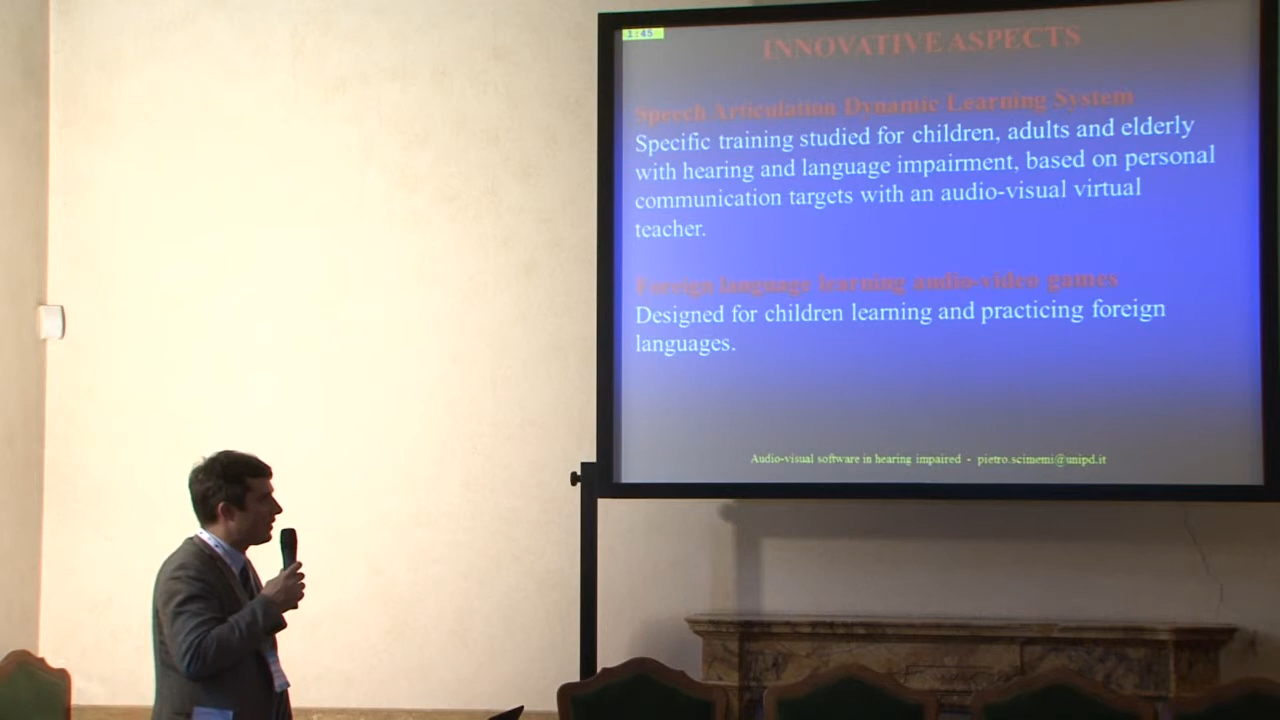 1:45
INNOVATIVE ASPECTS
Speech Articulation Dynamic Learning System
Specific training studied for children, adults and elderly
with hearing and language impairment, based on personal
communication targets with an audio-visual virtual
teacher.
Foreign language learning audio-video games
Designed for children learning and practicing foreign
languages.
Audio-visual software in hearing impaired - pietro.scimemi@unipd.it